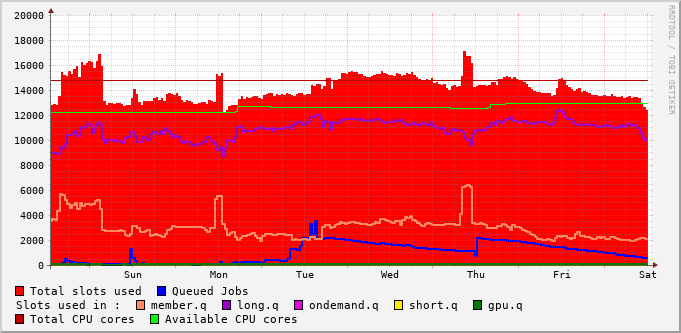 RRDTOOL / TOBI OETIKER
20000
18000
16000
14000
12000
10000
8000
6000
4000
2000
0
Sun Mon Tue Wed Thu Fri Sat
Total slots used Queued Jobs
Slots used in : member.q long.q ondemand.q short.q gpu.q
Total CPU cores Available CPU cores